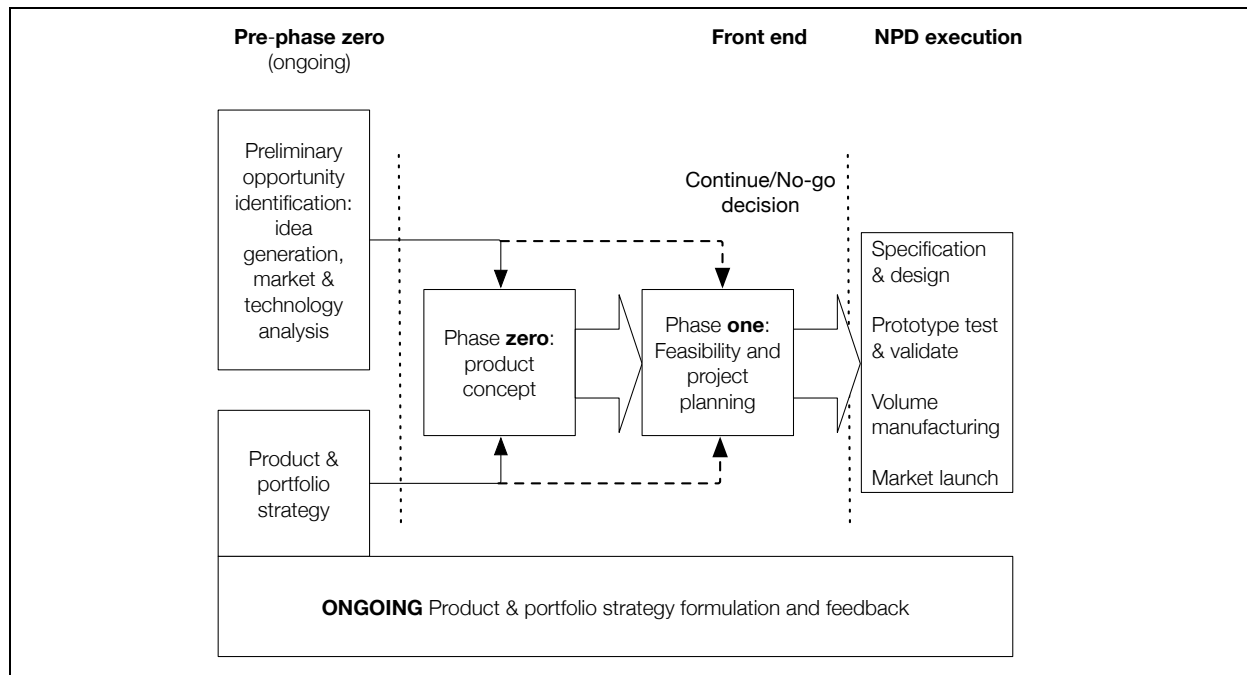 Pre-phase zero
(ongoing)
Front end
NPD execution
Preliminary
opportunity
identification:
idea
generation,
market &
technology
analysis
Continue/No-go
decision
Phase zero:
product
concept
Phase one:
Feasibility and
project
planning
Specification
& design
Prototype test
& validate
Volume
manufacturing
Market launch
Product &
portfolio
strategy
ONGOING Product & portfolio strategy formulation and feedback